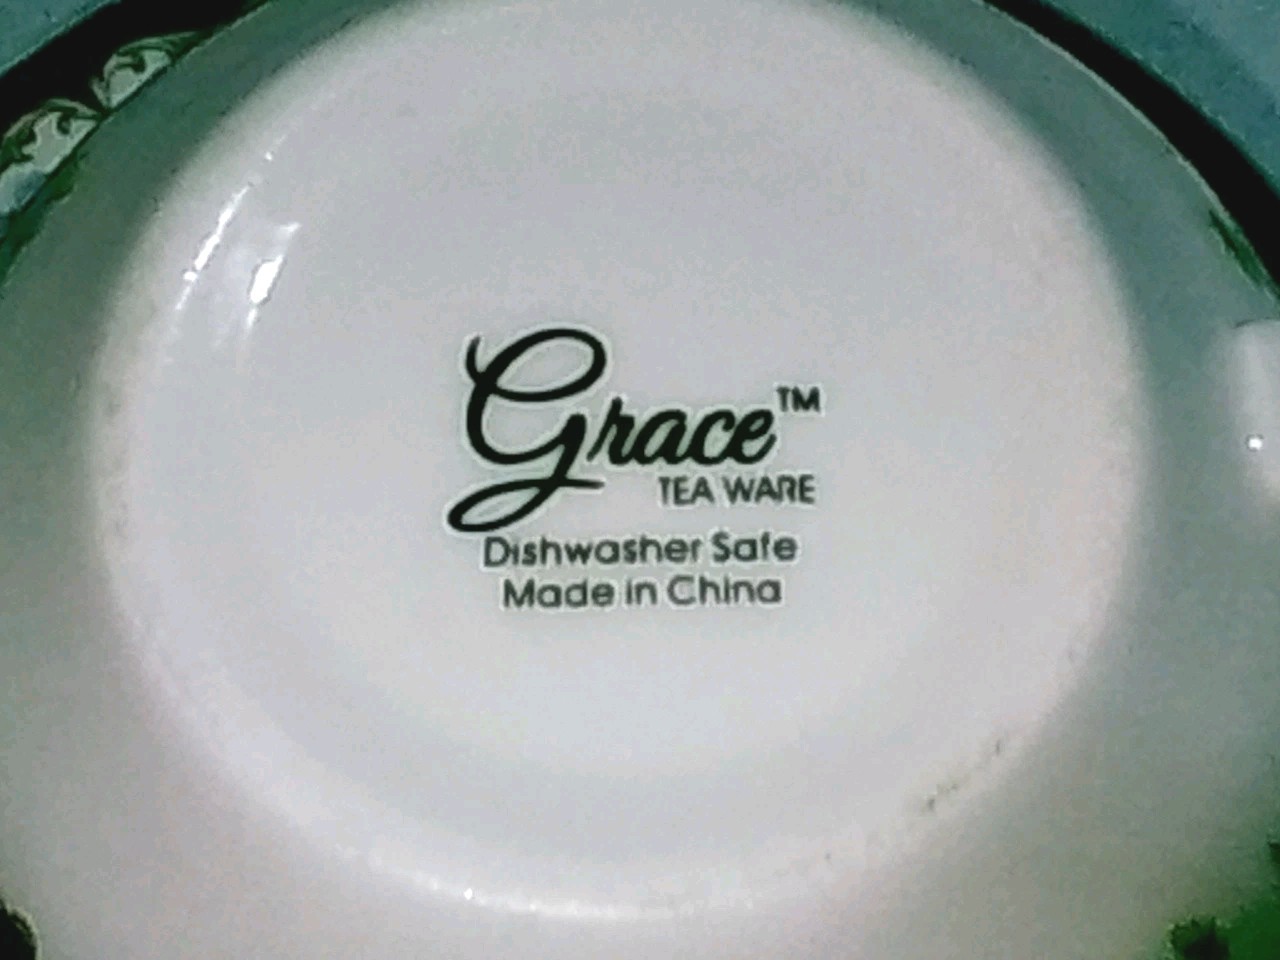 Grace™
TEA WARE
Dishwasher Safe
Made in China